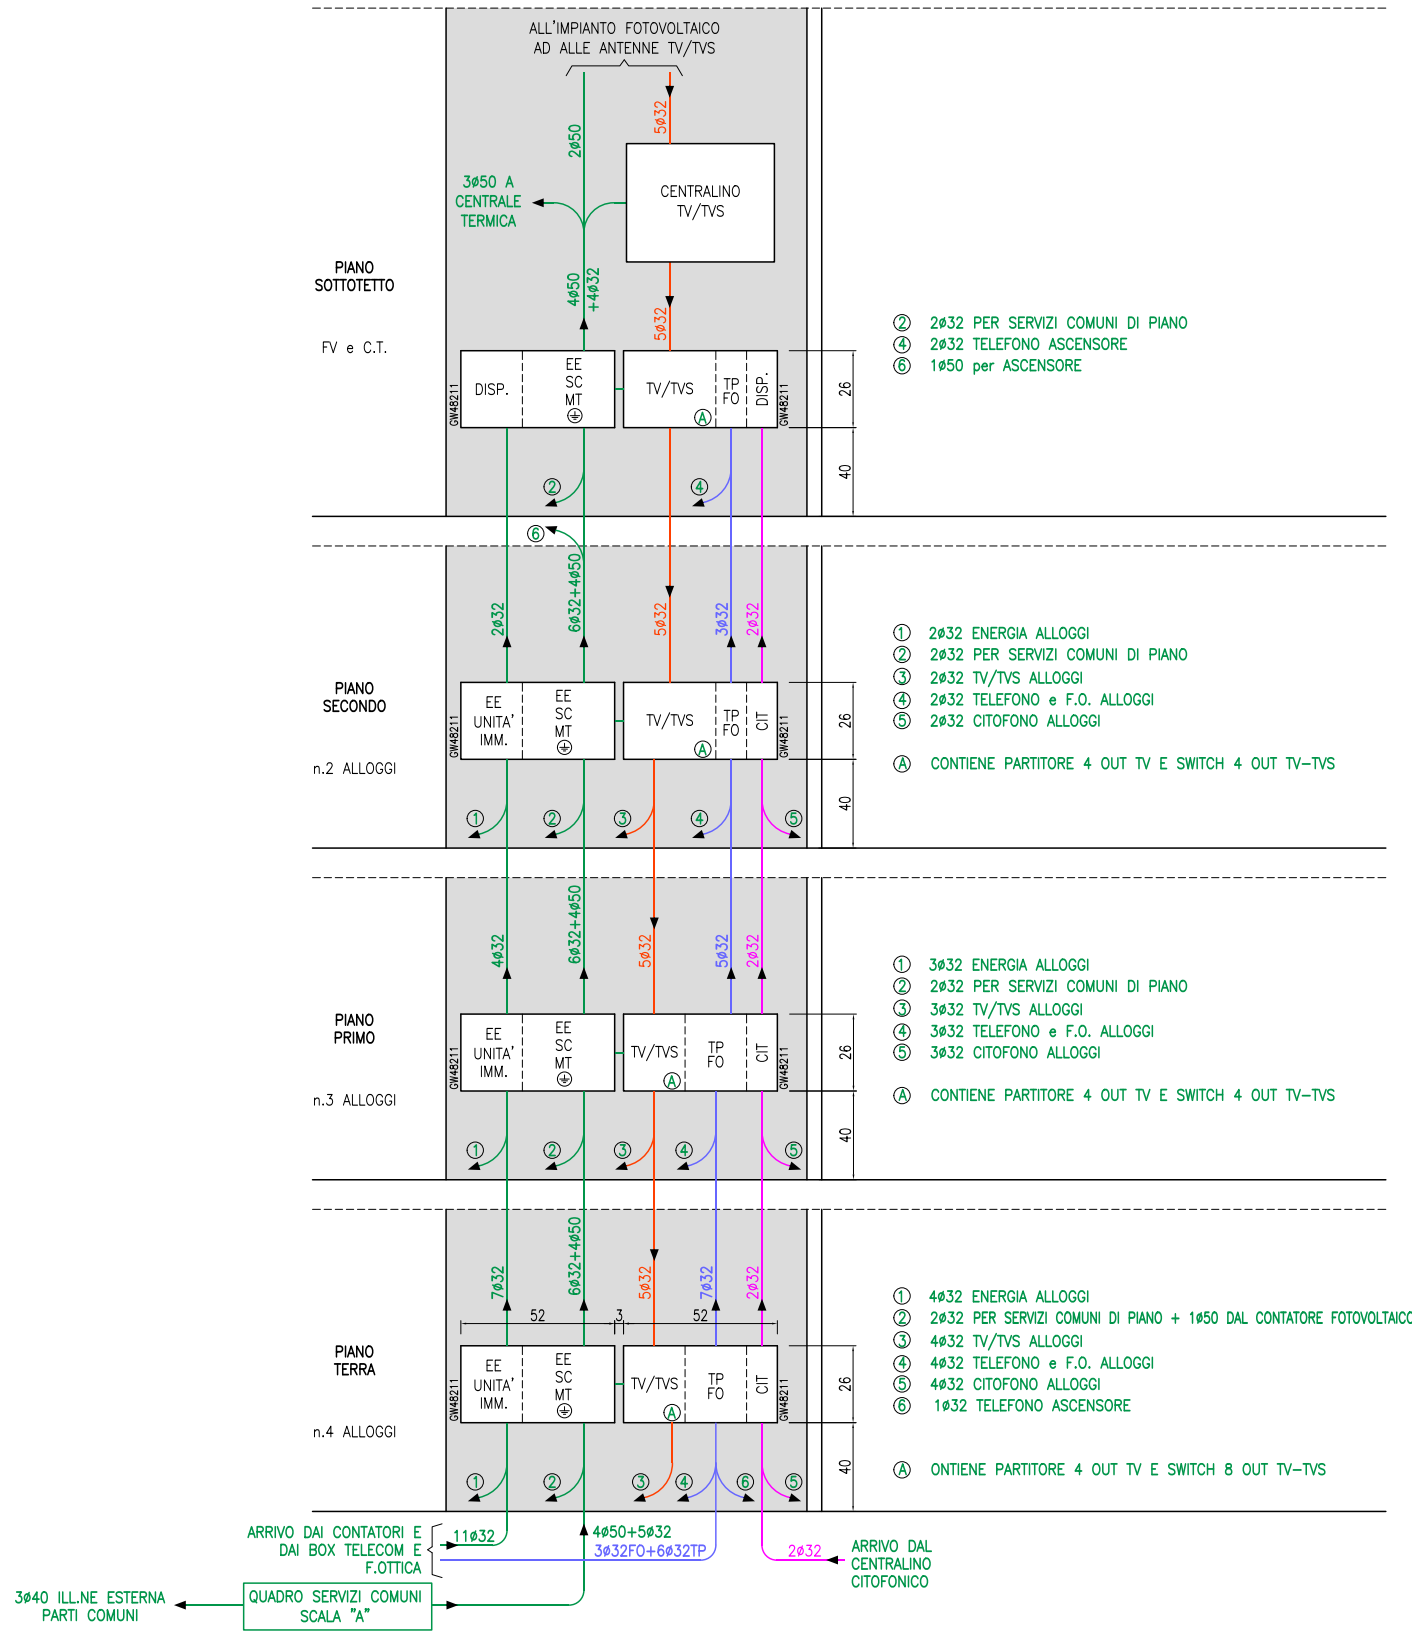 ALL'IMPIANTO FOTOVOLTAICO
AD ALLE ANTENNE TV/TVS
2ø50
5ø32
3ø50 A
CENTRALE
TERMICA
CENTRALINO
TV/TVS
PIANO
SOTTOTETTO
FV e C.T.
4ø50
+4ø32
5ø32
GW48211
DISP.
EE
SC
MT
TV/TVS
A
TP
FO
DISP.
GW48211
26
40
2
4
2 2ø32 PER SERVIZI COMUNI DI PIANO
4 2ø32 TELEFONO ASCENSORE
6 1ø50 per ASCENSORE
6
2ø32
6ø32+4ø50
5ø32
3ø32
2ø32
PIANO
SECONDO
n.2 ALLOGGI
GW48211
EE
UNITA'
IMM.
EE
SC
MT
TV/TVS
A
TP
FO
CIT
GW48211
26
40
1
2
3
4
5
1 2ø32 ENERGIA ALLOGGI
2 2ø32 PER SERVIZI COMUNI DI PIANO
3 2ø32 TV/TVS ALLOGGI
4 2ø32 TELEFONO e F.O. ALLOGGI
5 2ø32 CITOFONO ALLOGGI
A CONTIENE PARTITORE 4 OUT TV E SWITCH 4 OUT TV-TVS
4ø32
6ø32+4ø50
5ø32
5ø32
2ø32
PIANO
PRIMO
n.3 ALLOGGI
GW48211
EE
UNITA'
IMM.
EE
SC
MT
TV/TVS
A
TP
FO
CIT
GW48211
26
40
1
2
3
4
5
1 3ø32 ENERGIA ALLOGGI
2 2ø32 PER SERVIZI COMUNI DI PIANO
3 3ø32 TV/TVS ALLOGGI
4 3ø32 TELEFONO e F.O. ALLOGGI
5 3ø32 CITOFONO ALLOGGI
A CONTIENE PARTITORE 4 OUT TV E SWITCH 4 OUT TV-TVS
7ø32
6ø32+4ø50
5ø32
7ø32
2ø32
52
3
52
PIANO
TERRA
n.4 ALLOGGI
GW48211
EE
UNITA'
IMM.
EE
SC
MT
TV/TVS
A
TP
FO
CIT
GW48211
26
40
1
2
3
4
6
5
1 4ø32 ENERGIA ALLOGGI
2 2ø32 PER SERVIZI COMUNI DI PIANO + 1ø50 DAL CONTATORE FOTOVOLTAICO
3 4ø32 TV/TVS ALLOGGI
4 4ø32 TELEFONO e F.O. ALLOGGI
5 4ø32 CITOFONO ALLOGGI
6 1ø32 TELEFONO ASCENSORE
A ONTIENE PARTITORE 4 OUT TV E SWITCH 8 OUT TV-TVS
ARRIVO DAI CONTATORI E
DAI BOX TELECOM E
F.OTTICA
11ø32
4ø50+5ø32
3ø32FO+6ø32TP
2ø32
ARRIVO DAL
CENTRALINO
CITOFONICO
3ø40 ILL.NE ESTERNA
PARTI COMUNI
QUADRO SERVIZI COMUNI
SCALA "A"